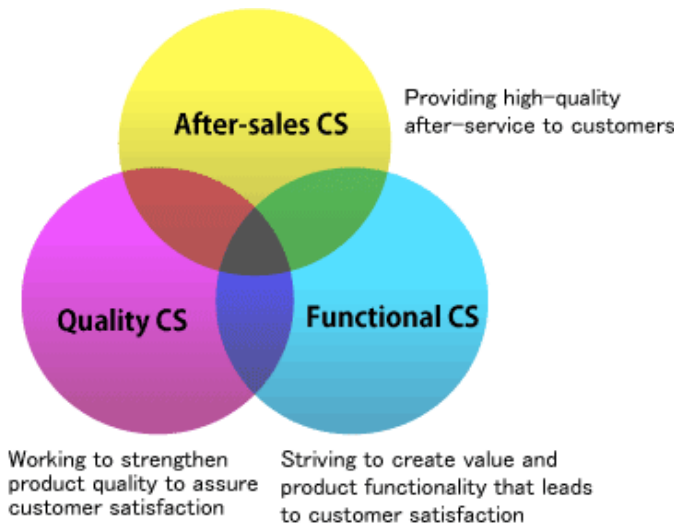 After-sales CS
Providing high-quality
after-service to customers
Quality CS
Functional CS
Working to strengthen
product quality to assure
customer satisfaction
Striving to create value and
product functionality that leads
to customer satisfaction